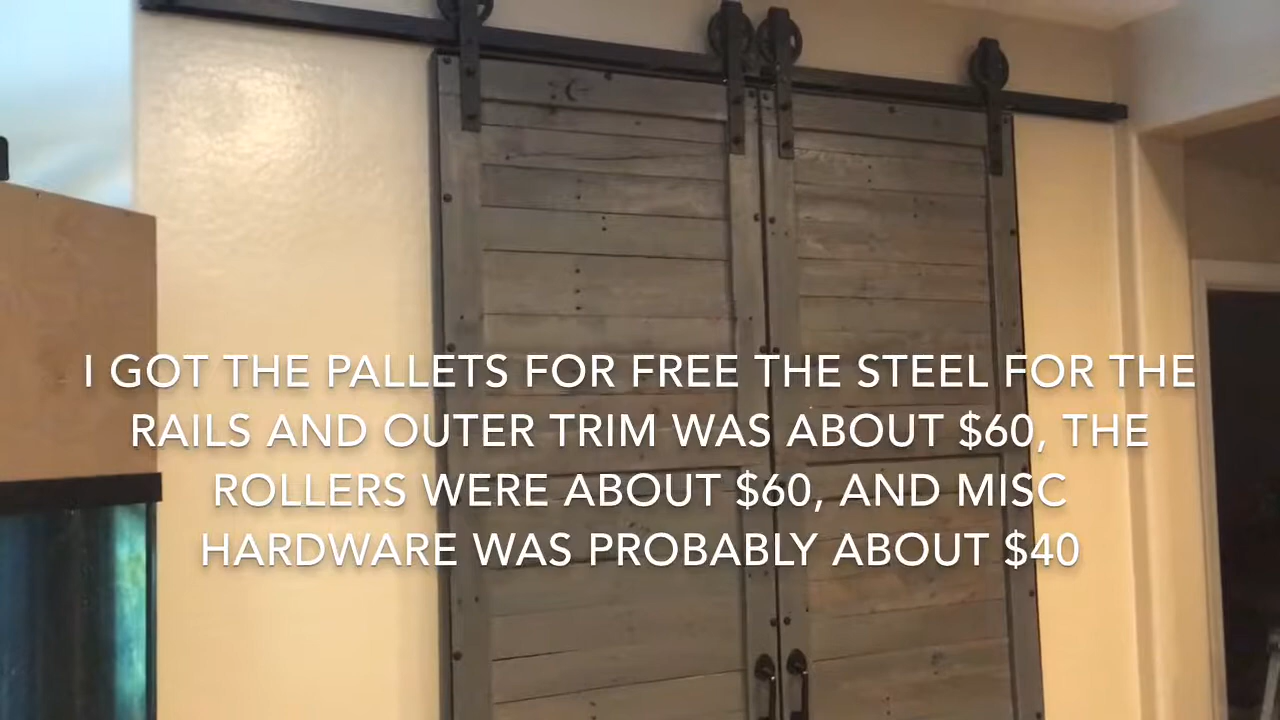 I GOT THE PALLETS FOR FREE THE STEEL FOR THE
RAILS AND OUTER TRIM WAS ABOUT $60, THE
ROLLERS WERE ABOUT $60, AND MISC
HARDWARE WAS PROBABLY ABOUT $40